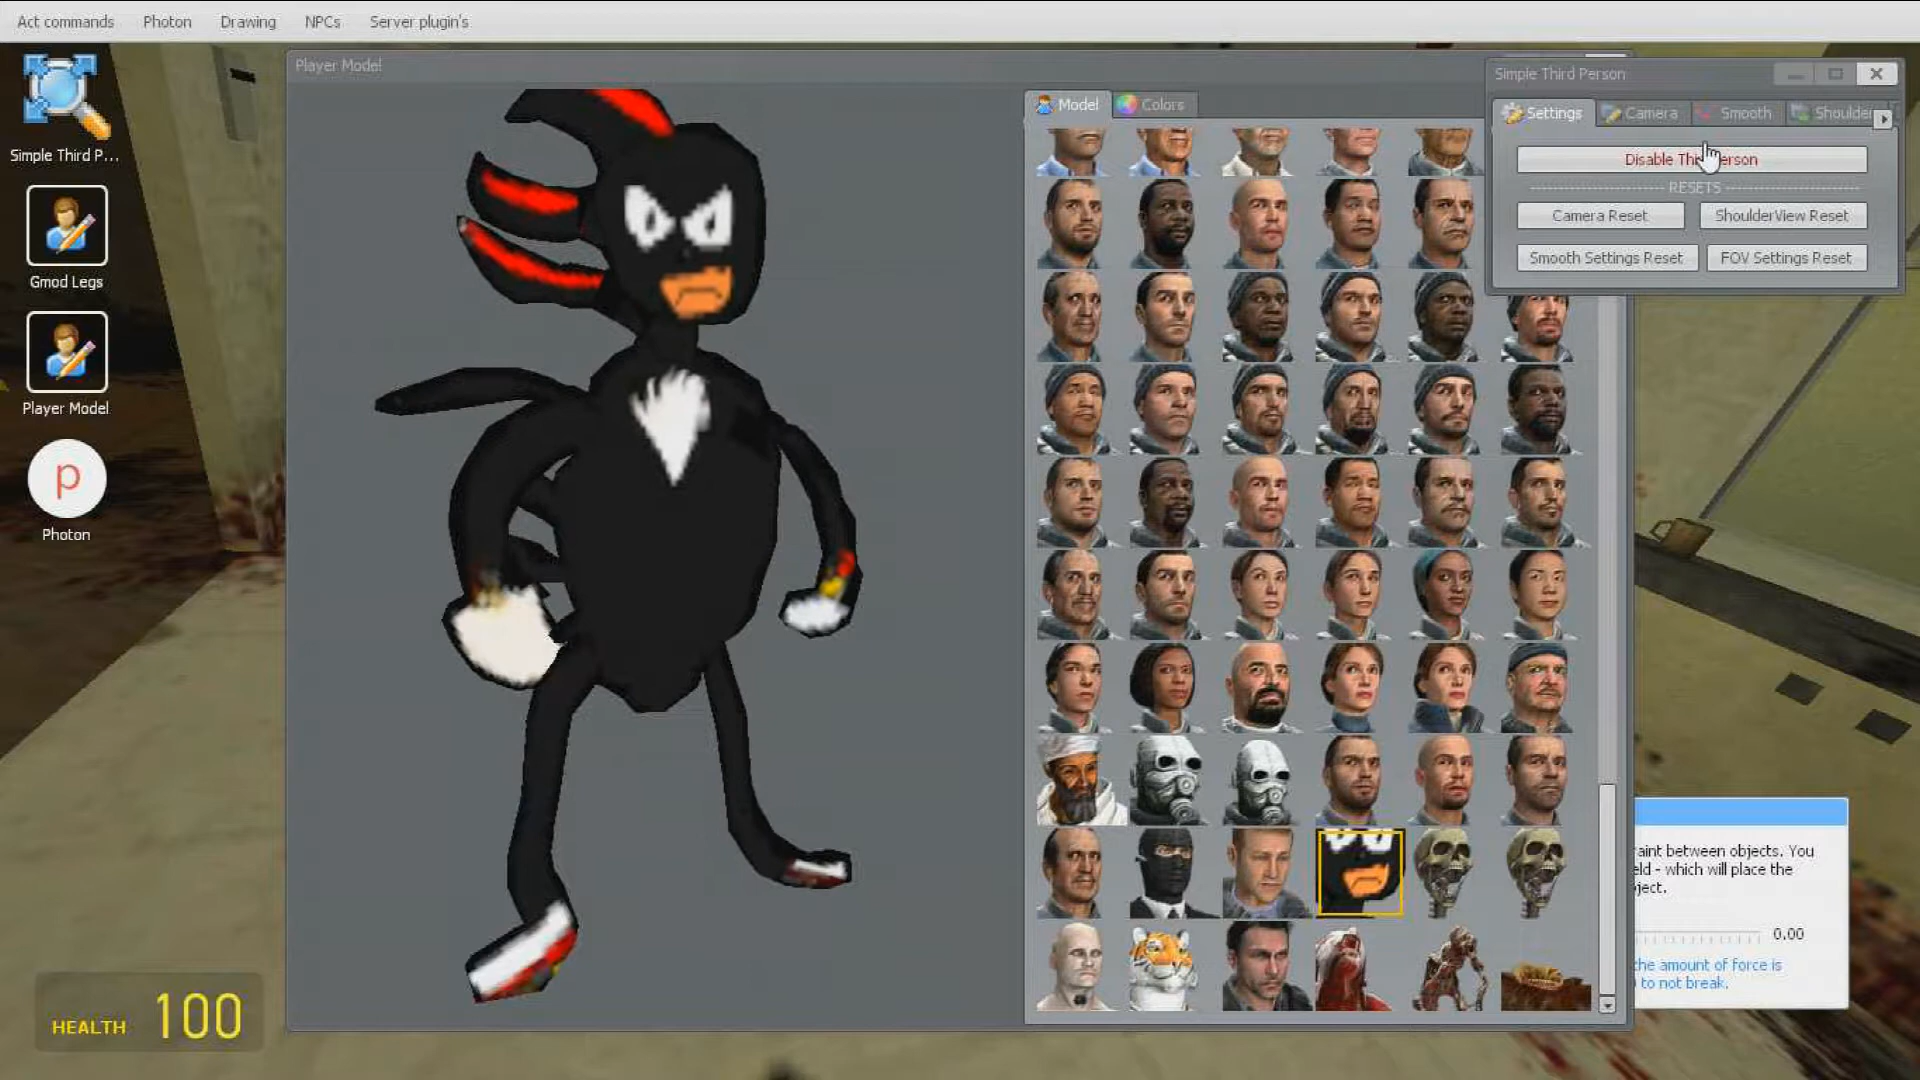 Act commands Photon Drawing NPCs Server plugin's
Simple Third P...
Gmod Legs
Player Model
p
Photon
Player Model
Model Colors
Simple Third Person
Settings Camera Smooth Shoulder
Disable Third Person
RESETS
Camera Reset ShoulderView Reset
Smooth Settings Reset FOV Settings Reset
raint between objects. You
eld - which will place the
ject.
0.00
the amount of force is
) to not break.
HEALTH 100